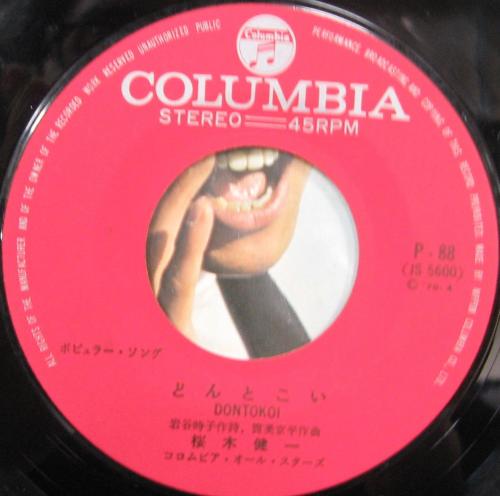 Columbia
ALL RIGHTS OF THE MANUFACTURER AND OF THE OWNER OF THE RECORDED WORK RESERVED UNAUTHORIZED PUBLIC
PERFORMANCE BROADCASTING AND COPYING OF THIS RECORD PROHIBITED MADE BY NIPPON COLUMBIA CO., LTD.
COLUMBIA
STEREO 45RPM
P-88
(JS 5600)
© '70.4
ポピュラー・ソング
どんとこい
DONTOKOI
岩谷時子作詩, 筒美京平作曲
桜木健一
コロムビア・オール・スターズ